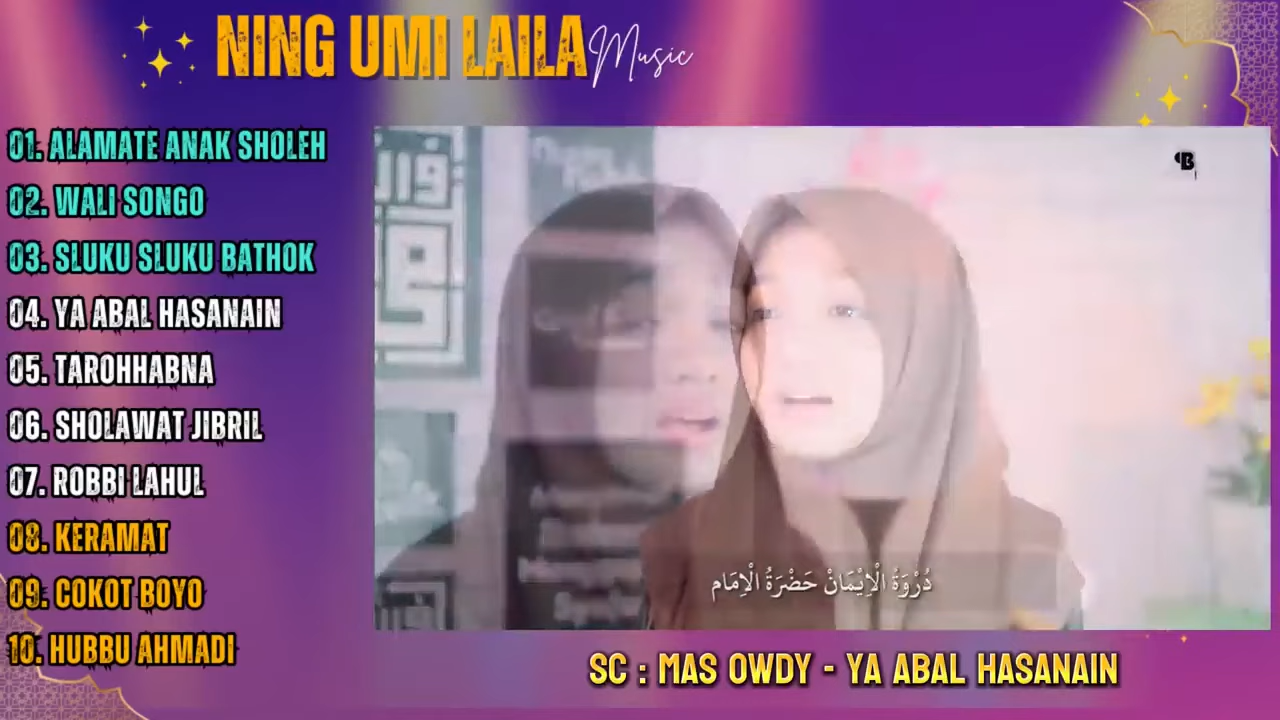 NING UMI LAILA Music
01. ALAMATE ANAK SHOLEH
02. WALI SONGO
03. SLUKU SLUKU BATHOK
04. YA ABAL HASANAIN
05. TAROHHABNA
06. SHOLAWAT JIBRIL
07. ROBBI LAHUL
08. KERAMAT
09. COKOT BOYO
10. HUBBU AHMADI
B
دُرْوَةُ الْاِيْمَانْ حَضْرَةُ الْاِمَام
SC : MAS OWDY - YA ABAL HASANAIN